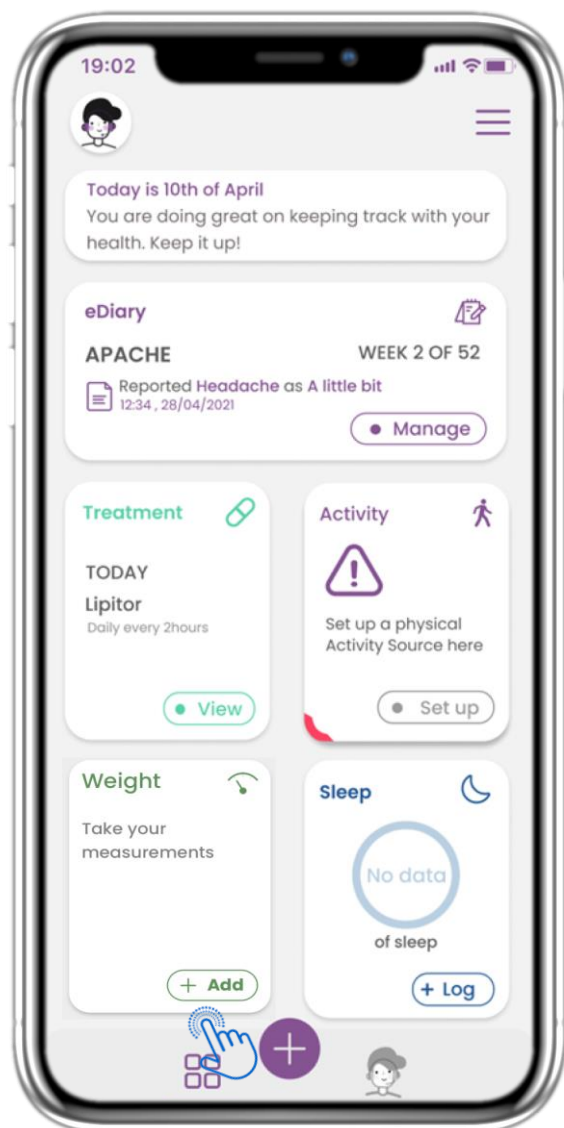 19:02
Today is 10th of April
You are doing great on keeping track with your
health. Keep it up!
eDiary
APACHE
WEEK 2 OF 52
Reported Headache as A little bit
12:34 , 28/04/2021
Manage
Treatment
TODAY
Lipitor
Daily every 2hours
View
Activity
Set up a physical
Activity Source here
Set up
Weight
Take your
measurements
+ Add
Sleep
No data
of sleep
+ Log